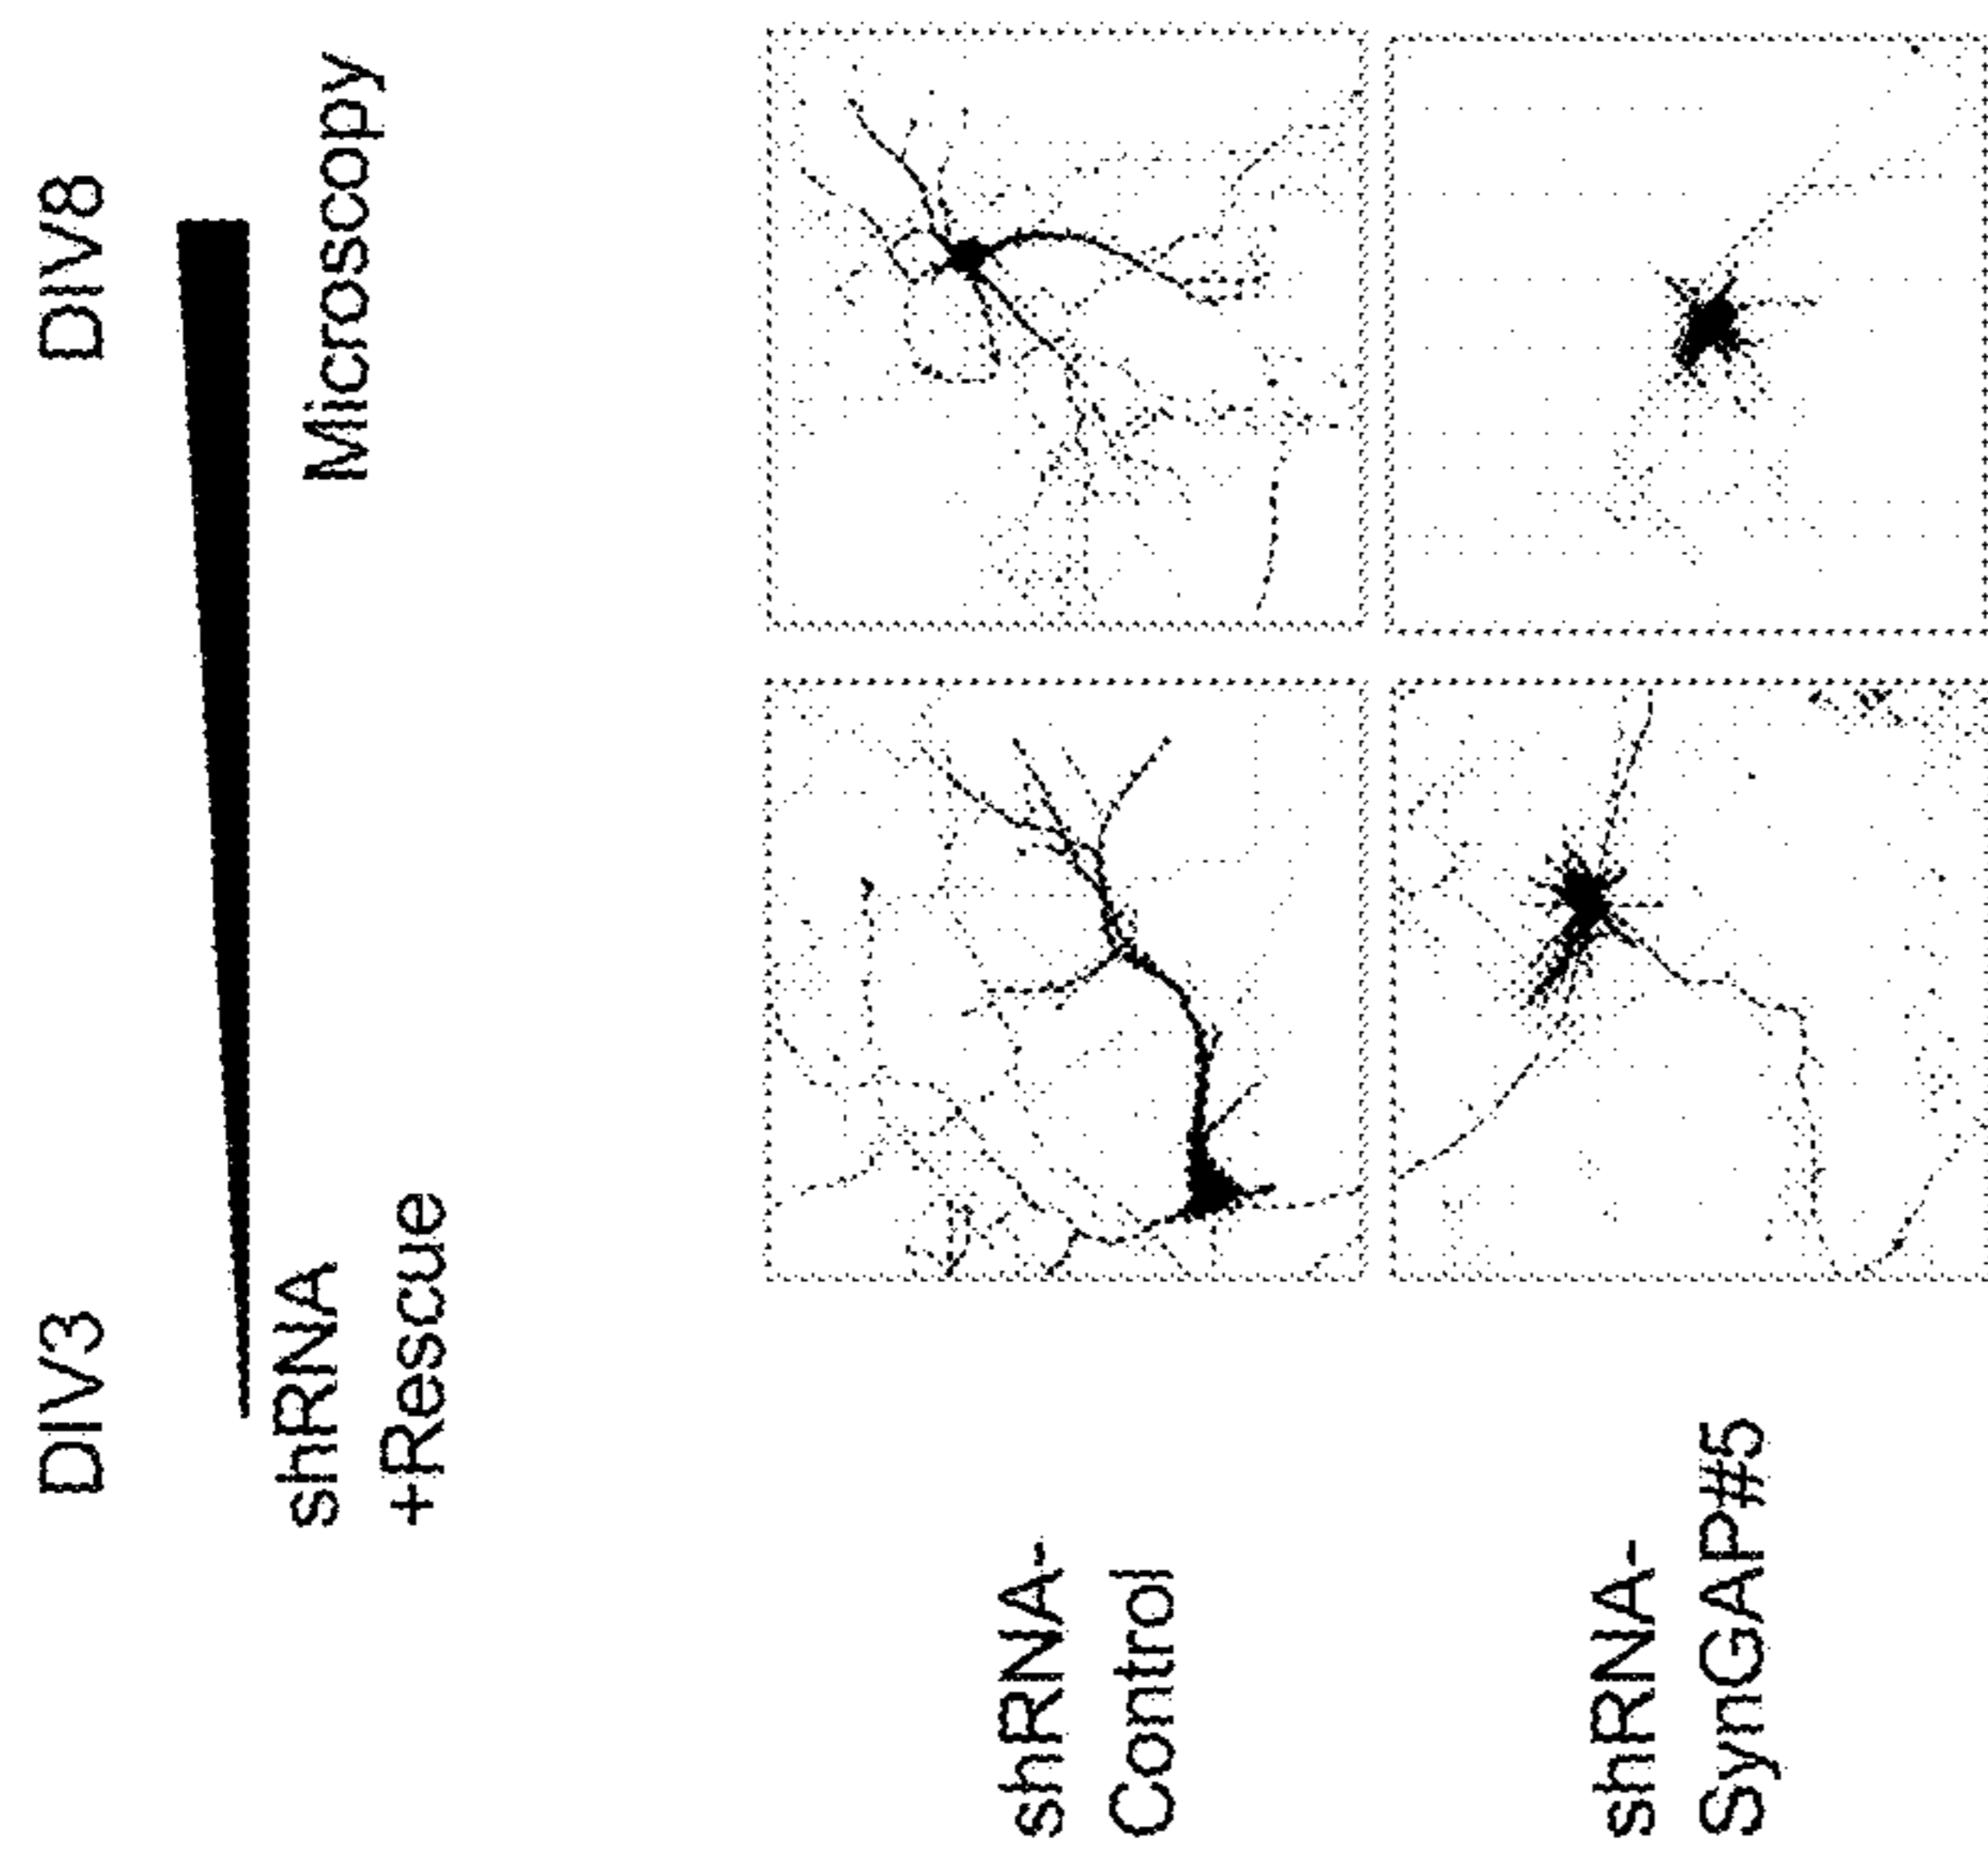 DIV3
DIV8
shRNA
+Rescue
Microscopy
shRNA-
Control
shRNA-
SynGAP#5